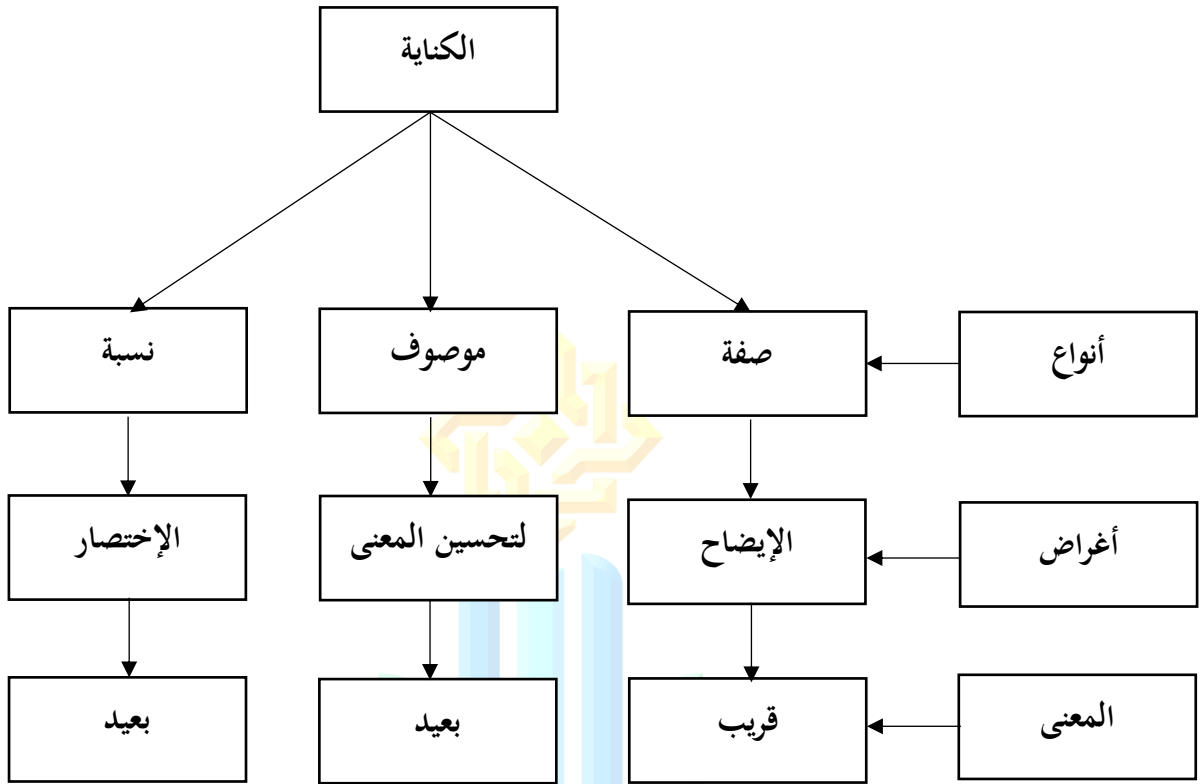 الكناية
أنواع
صفة
موصوف
نسبة
أغراض
الإيضاح
لتحسين المعنى
الإختصار
المعنى
قريب
بعيد
بعيد